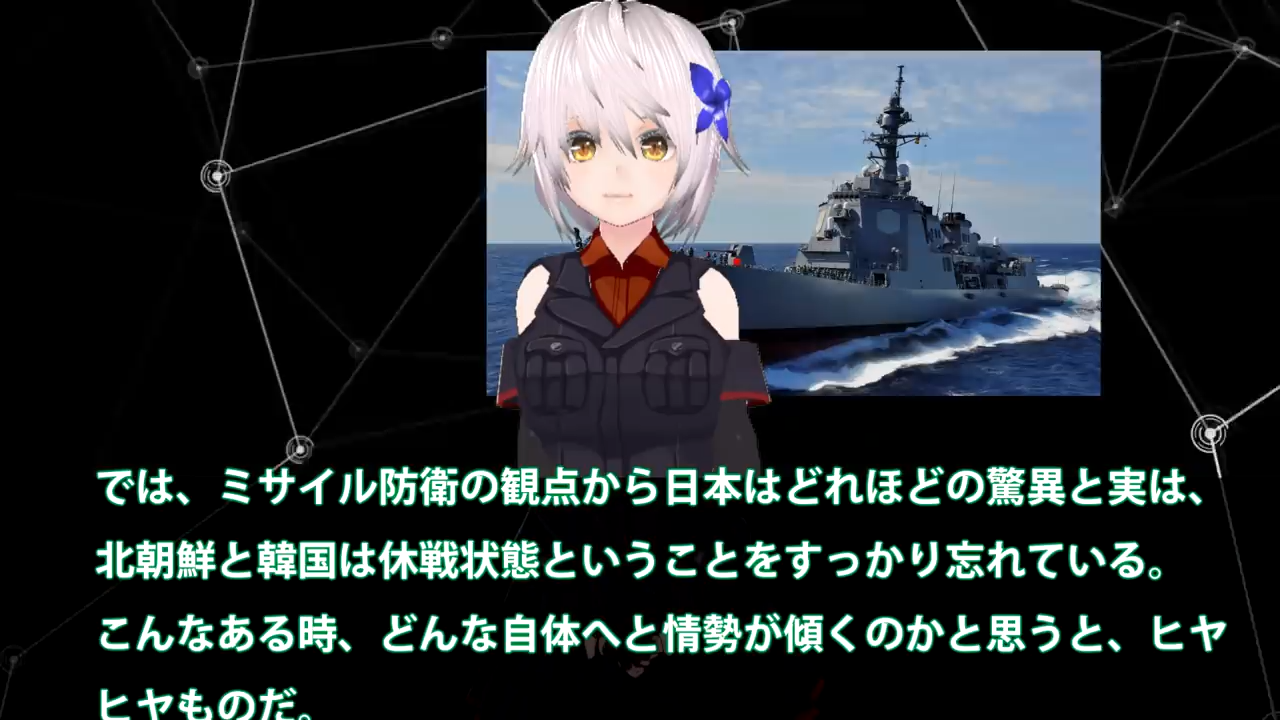 では、ミサイル防衛の観点から日本はどれほどの驚異と実は、
北朝鮮と韓国は休戦状態ということをすっかり忘れている。
こんなある時、どんな自体へと情勢が傾くのかと思うと、ヒヤ
ヒヤものだ。